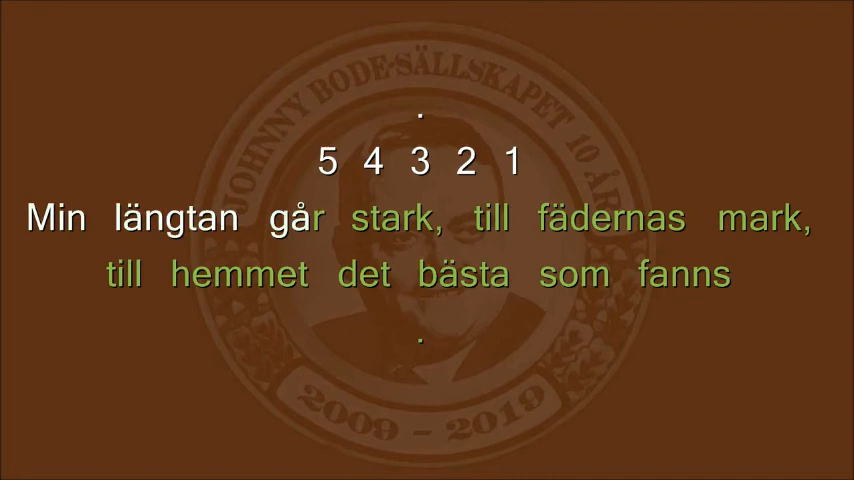 JOHNNY BODE-SÄLLSKAPET 10 ÅR
.
5 4 3 2 1
Min längtan går stark, till fädernas mark,
till hemmet det bästa som fanns
.
2009 – 2019